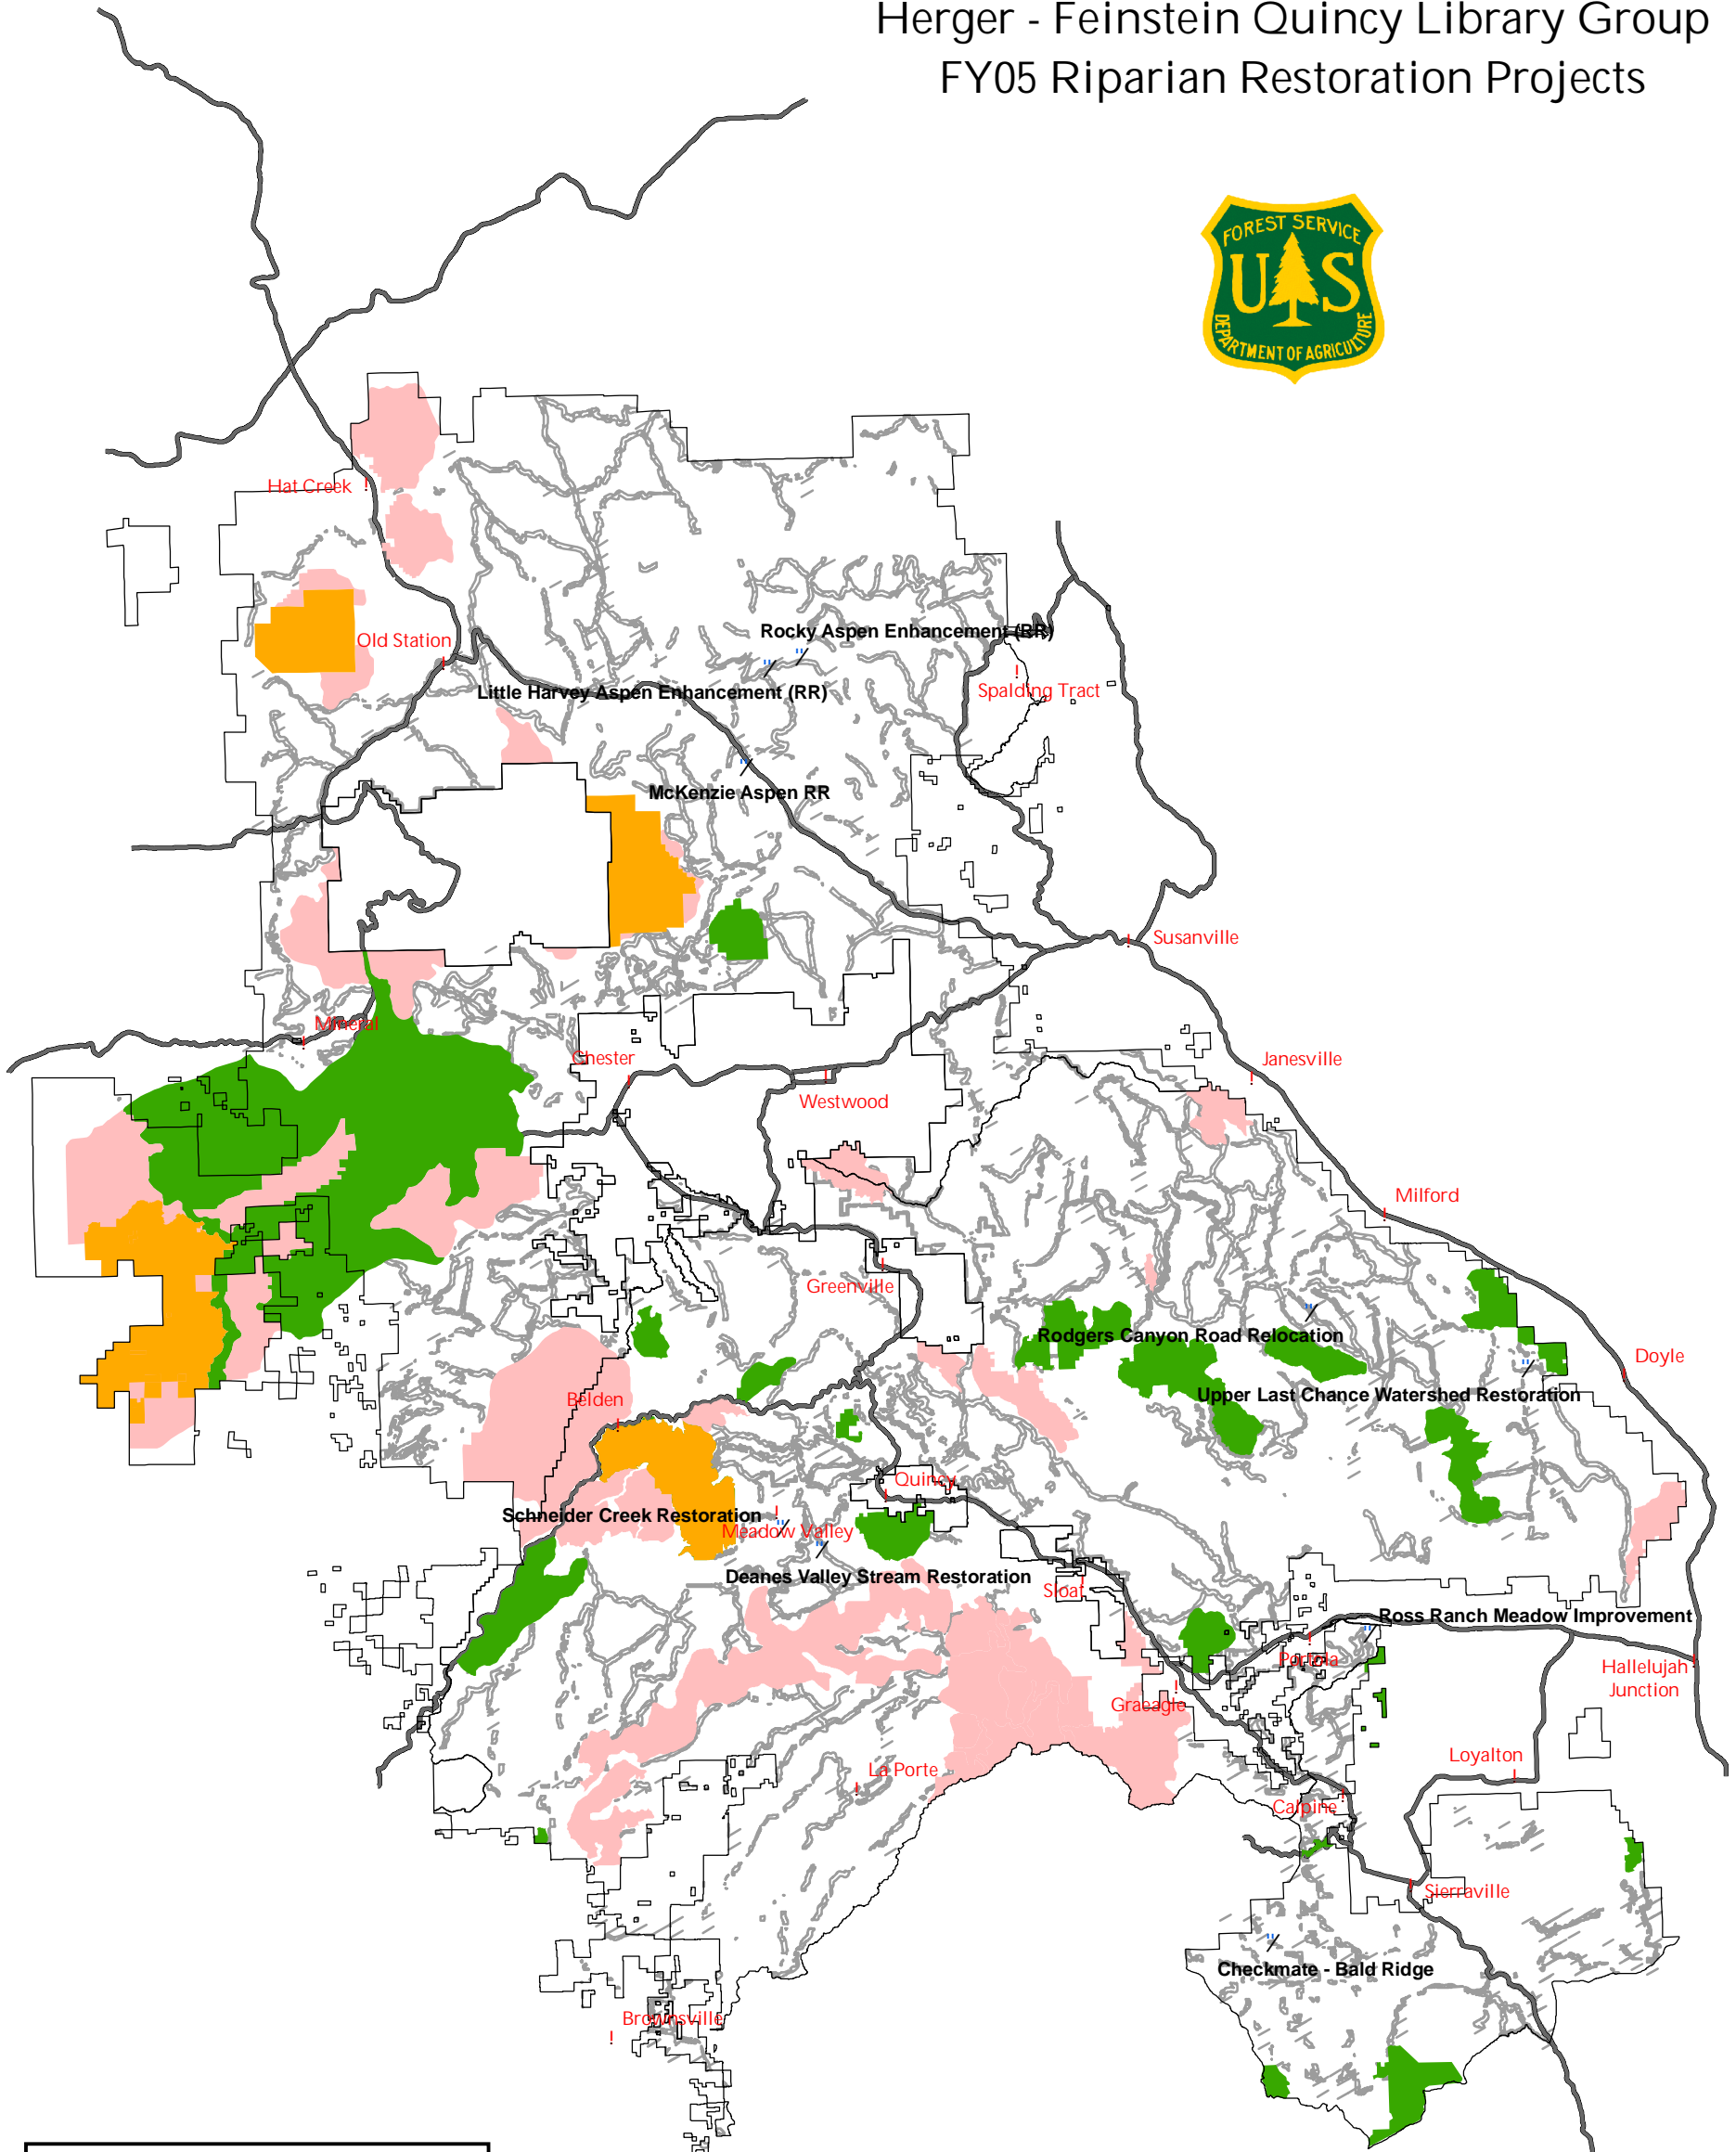 Herger - Feinstein Quincy Library Group
FY05 Riparian Restoration Projects
FOREST SERVICE
U S
DEPARTMENT OF AGRICULTURE
Hat Creek
Old Station
Rocky Aspen Enhancement (RR)
Little Harvey Aspen Enhancement (RR)
Spalding Tract
McKenzie Aspen RR
Susanville
Mineral
Chester
Janesville
Westwood
Milford
Greenville
Rodgers Canyon Road Relocation
Doyle
Upper Last Chance Watershed Restoration
Belden
Quincy
Schneider Creek Restoration
Meadow Valley
Deanes Valley Stream Restoration
Sloat
Ross Ranch Meadow Improvement
Portola
Hallelujah
Junction
Graeagle
Loyalton
La Porte
Calpine
Sierraville
Checkmate - Bald Ridge
Brownsville